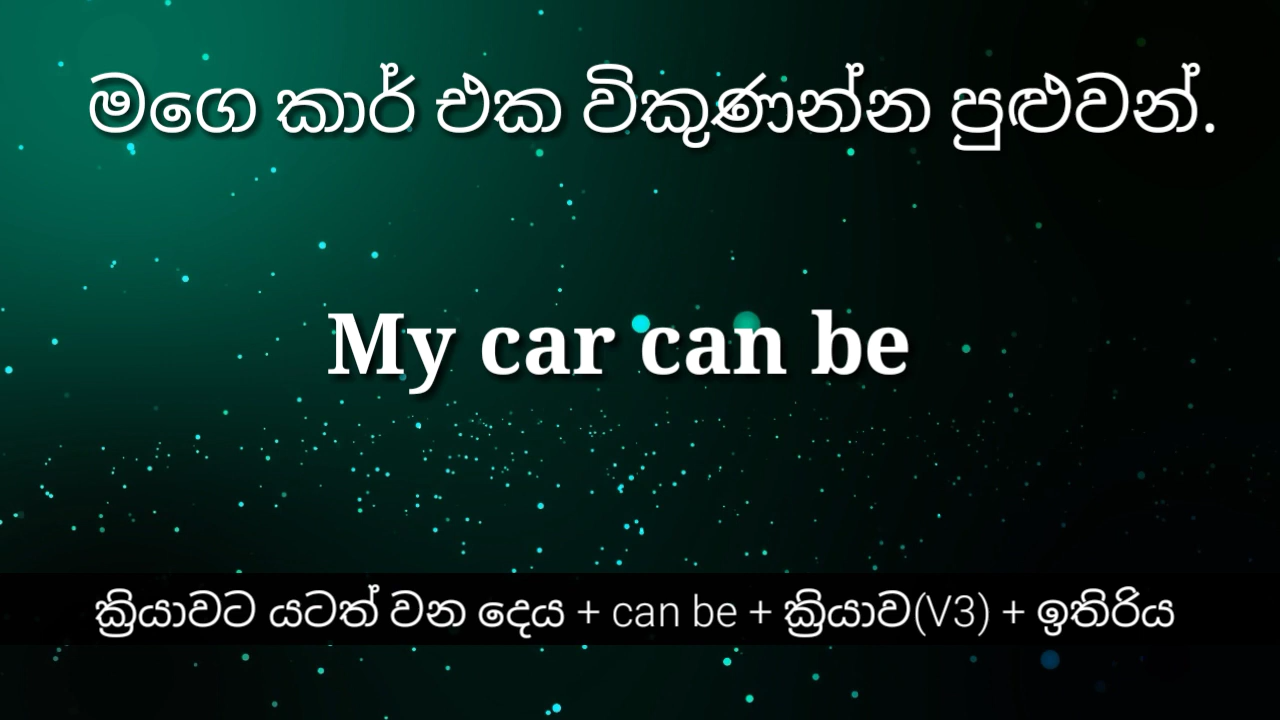 මගෙ කාර් එක විකුණන්න පුළුවන්.
My car can be
ක්‍රියාවට යටත් වන දෙය + can be + ක්‍රියාව(V3) + ඉතිරිය